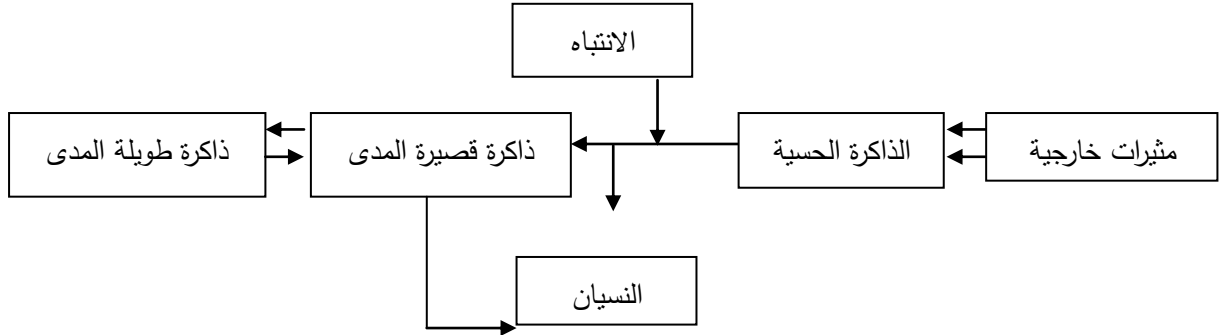 الانتباه
مثيرات خارجية
الذاكرة الحسية
ذاكرة قصيرة المدى
ذاكرة طويلة المدى
النسيان